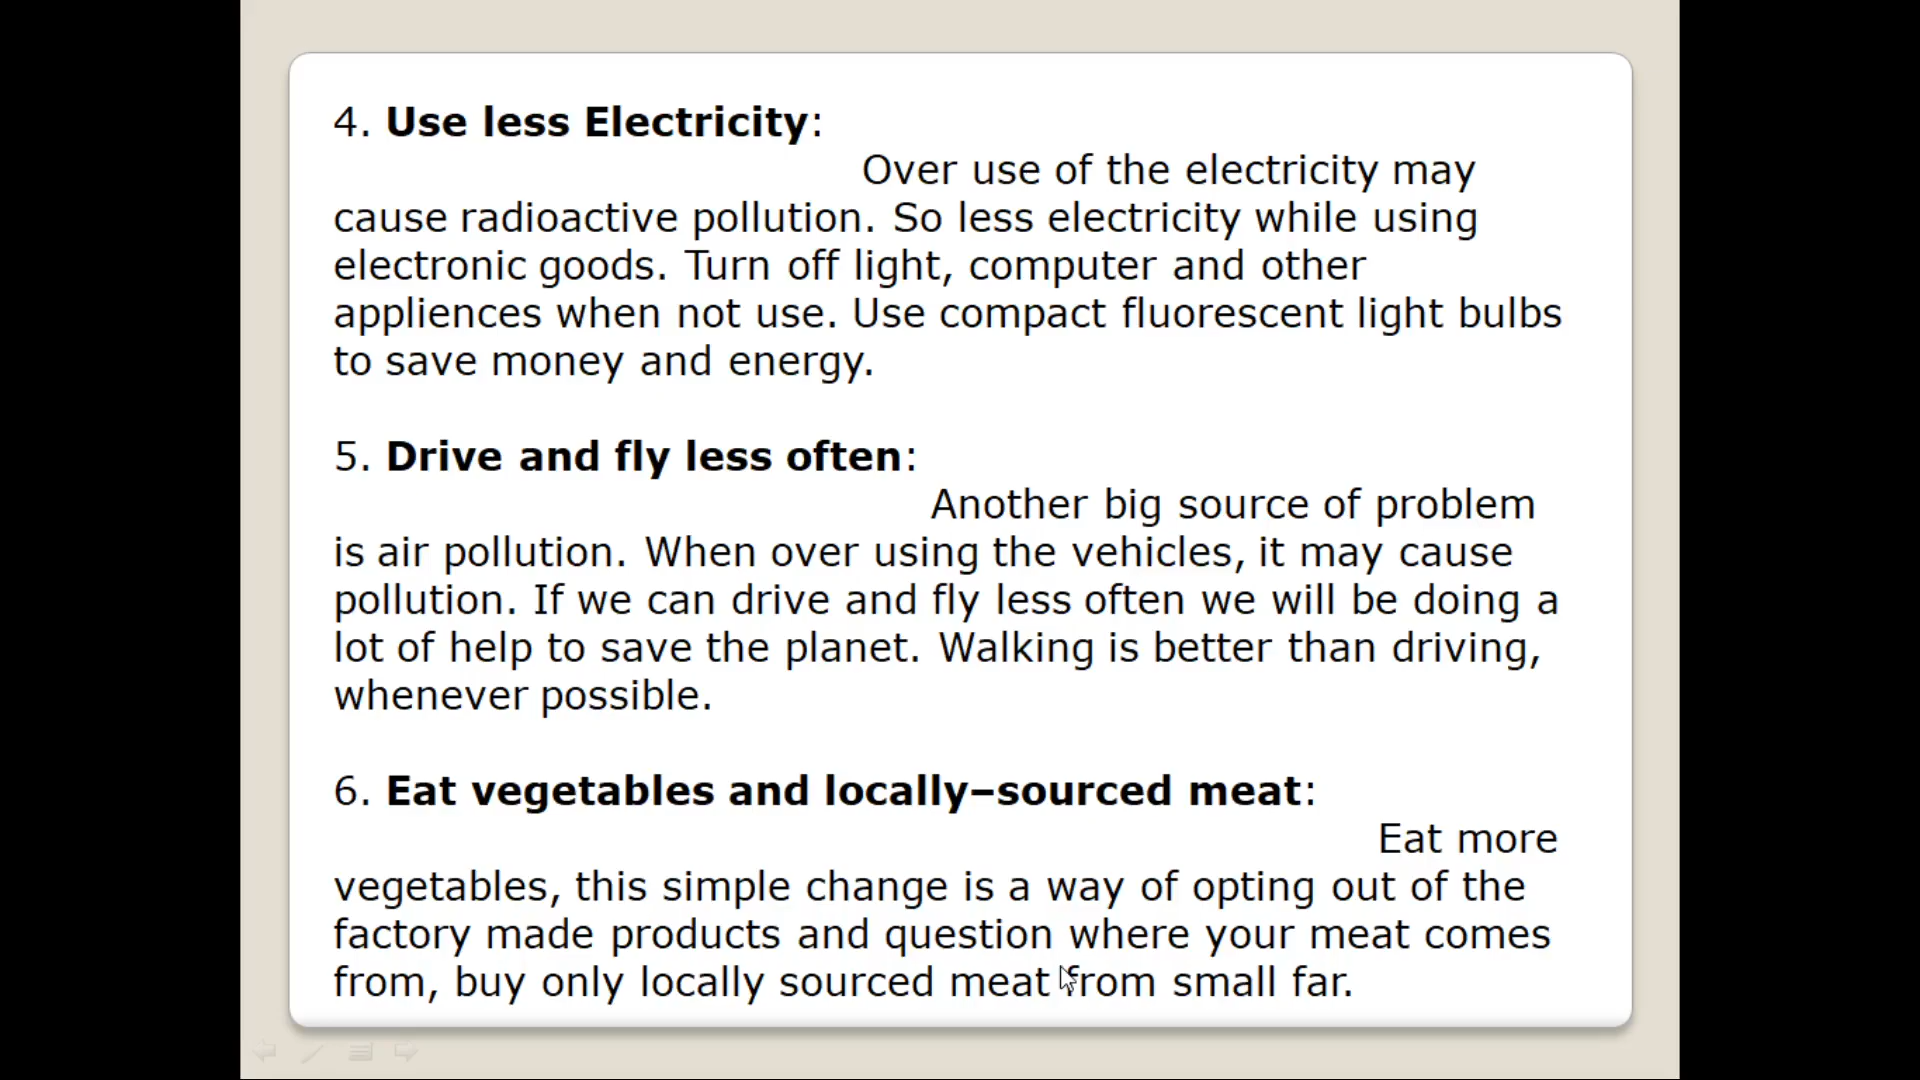 4. Use less Electricity:
Over use of the electricity may
cause radioactive pollution. So less electricity while using
electronic goods. Turn off light, computer and other
appliences when not use. Use compact fluorescent light bulbs
to save money and energy.
5. Drive and fly less often:
Another big source of problem
is air pollution. When over using the vehicles, it may cause
pollution. If we can drive and fly less often we will be doing a
lot of help to save the planet. Walking is better than driving,
whenever possible.
6. Eat vegetables and locally–sourced meat:
Eat more
vegetables, this simple change is a way of opting out of the
factory made products and question where your meat comes
from, buy only locally sourced meat from small far.